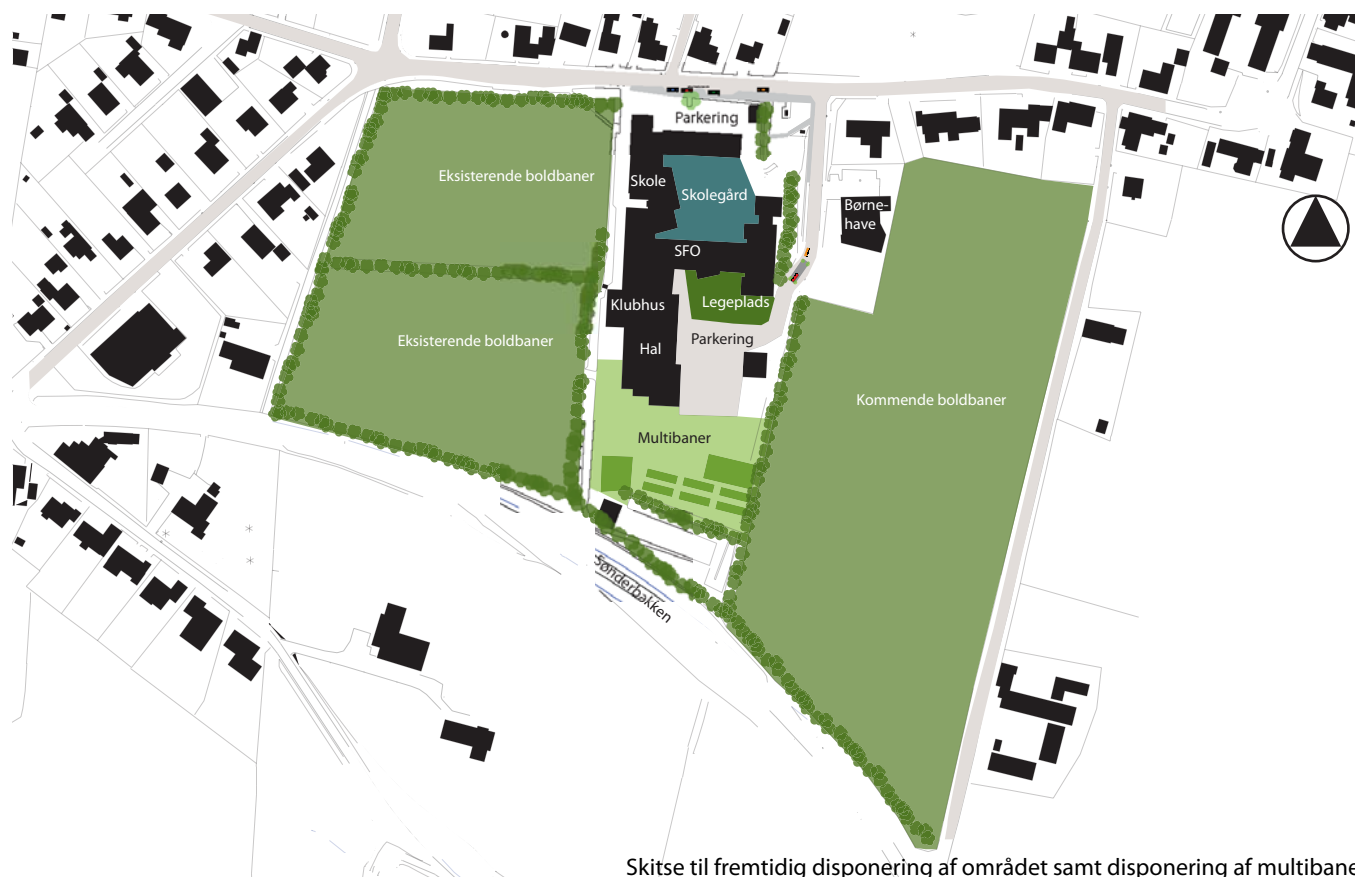 Parkering
Eksisterende boldbaner
Skole
Skolegård
Børne-
have
SFO
Legeplads
Klubhus
Eksisterende boldbaner
Parkering
Hal
Kommende boldbaner
Multibaner
Sønderbakken
Skitse til fremtidig disponering af området samt disponering af multibane